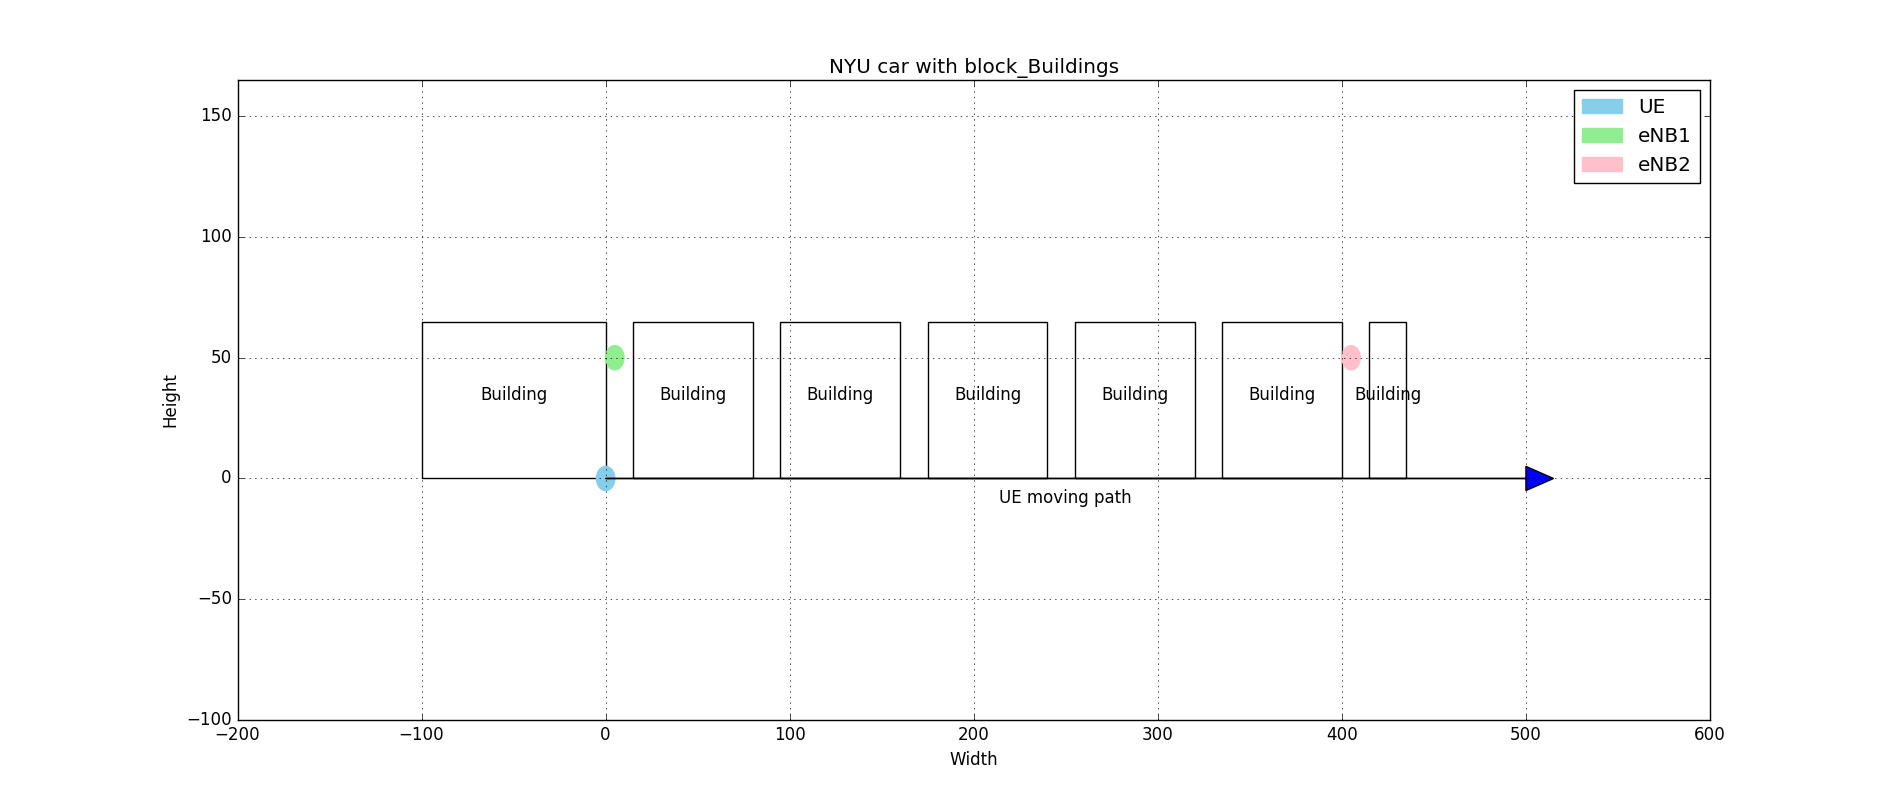 NYU car with block_Buildings
UE
eNB1
eNB2
150
100
50
0
−50
−100
Height
Building
Building
Building
Building
Building
Building
Building
UE moving path
−200
−100
0
100
200
300
400
500
600
Width